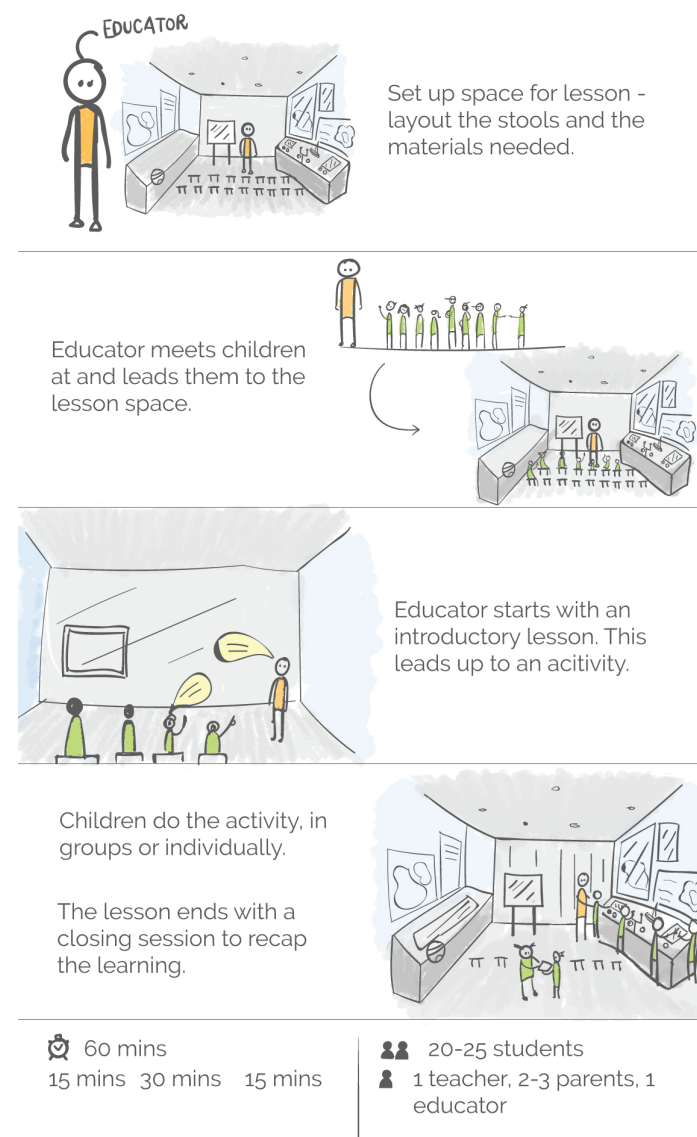 EDUCATOR
Set up space for lesson -
layout the stools and the
materials needed.
Educator meets children
at and leads them to the
lesson space.
Educator starts with an
introductory lesson. This
leads up to an acitivity.
Children do the activity, in
groups or individually.
The lesson ends with a
closing session to recap
the learning.
60 mins
15 mins 30 mins 15 mins
20-25 students
1 teacher, 2-3 parents, 1
educator